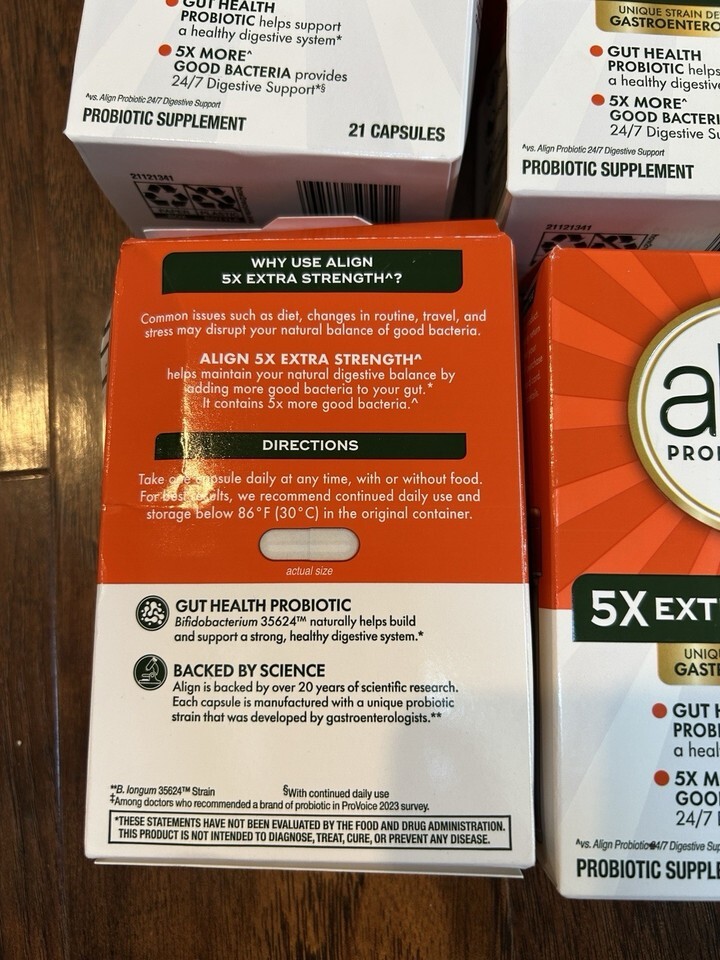 GUT HEALTH
PROBIOTIC helps support
a healthy digestive system*
5X MORE^
GOOD BACTERIA provides
24/7 Digestive Support*§
^vs. Align Probiotic 24/7 Digestive Support
PROBIOTIC SUPPLEMENT
21 CAPSULES
21121341
UNIQUE STRAIN DE
GASTROENTERO
GUT HEALTH
PROBIOTIC helps
a healthy digestive
5X MORE^
GOOD BACTERI
24/7 Digestive Su
^vs. Align Probiotic 24/7 Digestive Support
PROBIOTIC SUPPLEMENT
21121341
WHY USE ALIGN
5X EXTRA STRENGTH^?
Common issues such as diet, changes in routine, travel, and
stress may disrupt your natural balance of good bacteria.
ALIGN 5X EXTRA STRENGTH^
helps maintain your natural digestive balance by
adding more good bacteria to your gut.*
It contains 5x more good bacteria.^
DIRECTIONS
Take one capsule daily at any time, with or without food.
For best results, we recommend continued daily use and
storage below 86°F (30°C) in the original container.
actual size
GUT HEALTH PROBIOTIC
Bifidobacterium 35624™ naturally helps build
and support a strong, healthy digestive system.*
BACKED BY SCIENCE
Align is backed by over 20 years of scientific research.
Each capsule is manufactured with a unique probiotic
strain that was developed by gastroenterologists.**
**B. longum 35624™ Strain
§With continued daily use
‡Among doctors who recommended a brand of probiotic in ProVoice 2023 survey.
*THESE STATEMENTS HAVE NOT BEEN EVALUATED BY THE FOOD AND DRUG ADMINISTRATION.
THIS PRODUCT IS NOT INTENDED TO DIAGNOSE, TREAT, CURE, OR PREVENT ANY DISEASE.
al
PROB
5X EXT
UNIQ
GAST
GUT H
PROBI
a heal
5X M
GOO
24/7
^vs. Align Probiotic 24/7 Digestive Sup
PROBIOTIC SUPPLE